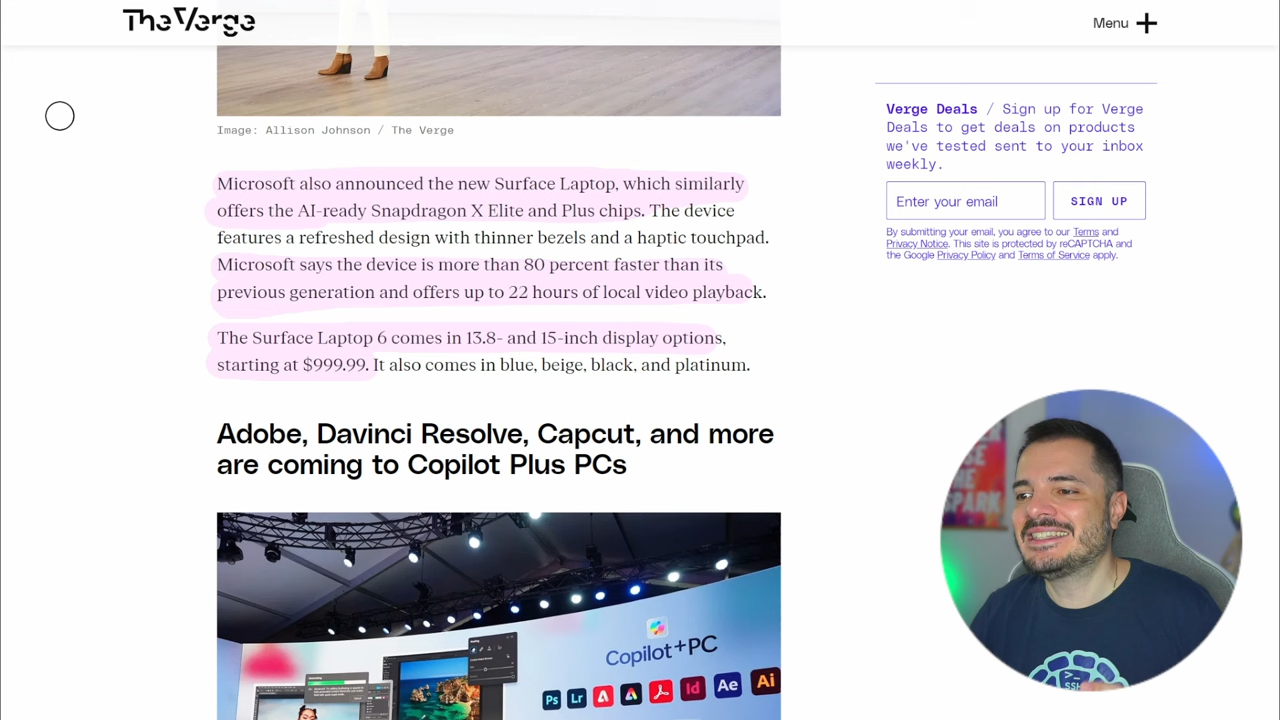 The Verge
Menu
Image: Allison Johnson / The Verge
Microsoft also announced the new Surface Laptop, which similarly
offers the AI-ready Snapdragon X Elite and Plus chips. The device
features a refreshed design with thinner bezels and a haptic touchpad.
Microsoft says the device is more than 80 percent faster than its
previous generation and offers up to 22 hours of local video playback.
The Surface Laptop 6 comes in 13.8- and 15-inch display options,
starting at $999.99. It also comes in blue, beige, black, and platinum.
Adobe, Davinci Resolve, Capcut, and more
are coming to Copilot Plus PCs
Copilot+PC
Ps Lr Id Ae Ai
Verge Deals / Sign up for Verge
Deals to get deals on products
we've tested sent to your inbox
weekly.
Enter your email
SIGN UP
By submitting your email, you agree to our Terms and
Privacy Notice. This site is protected by reCAPTCHA and
the Google Privacy Policy and Terms of Service apply.